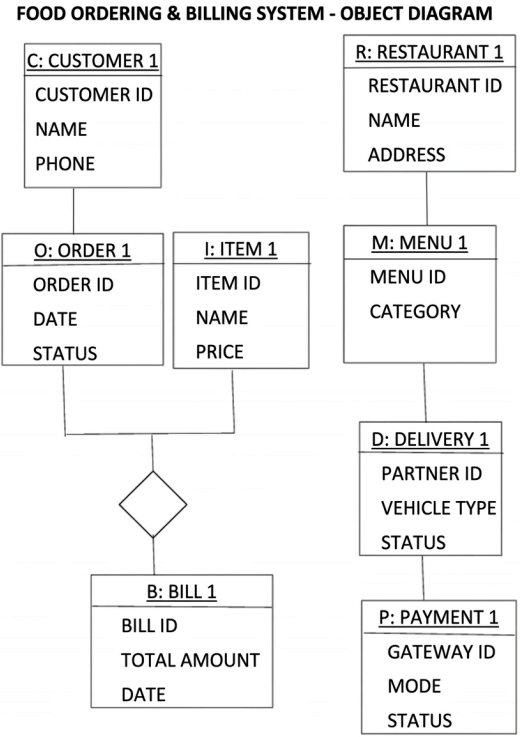 FOOD ORDERING & BILLING SYSTEM - OBJECT DIAGRAM
C: CUSTOMER 1
CUSTOMER ID
NAME
PHONE
O: ORDER 1
ORDER ID
DATE
STATUS
I: ITEM 1
ITEM ID
NAME
PRICE
B: BILL 1
BILL ID
TOTAL AMOUNT
DATE
R: RESTAURANT 1
RESTAURANT ID
NAME
ADDRESS
M: MENU 1
MENU ID
CATEGORY
D: DELIVERY 1
PARTNER ID
VEHICLE TYPE
STATUS
P: PAYMENT 1
GATEWAY ID
MODE
STATUS